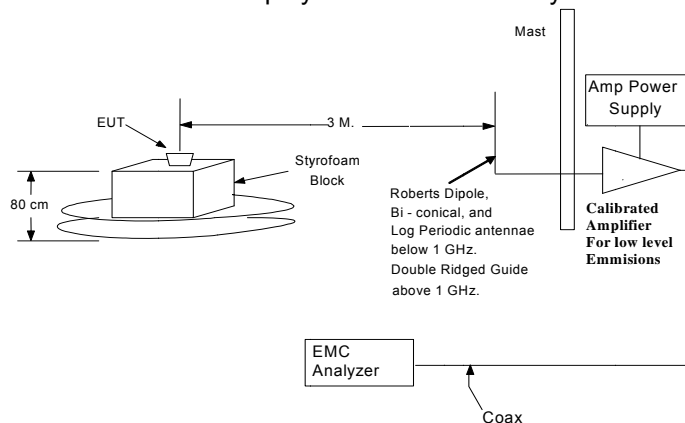 Mast
Amp Power
Supply
EUT
3 M.
Styrofoam
Block
80 cm
Roberts Dipole,
Bi - conical, and
Log Periodic antennae
below 1 GHz.
Double Ridged Guide
above 1 GHz.
Calibrated
Amplifier
For low level
Emmisions
EMC
Analyzer
Coax